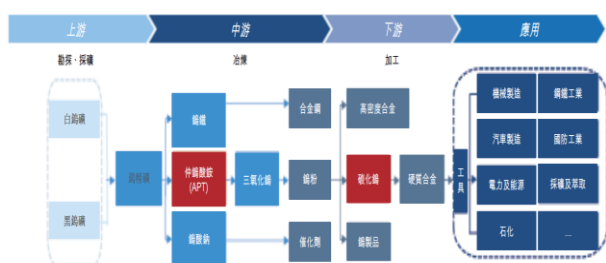 上游
中游
下游
應用
勘探、採礦
冶煉
加工
白鎢礦
黑鎢礦
鎢精礦
鎢鐵
仲鎢酸胺
(APT)
鎢酸鈉
三氧化鎢
合金鋼
鎢粉
催化劑
高密度合金
碳化鎢
鎢製品
硬質合金
工具
機械製造
鋼鐵工業
汽車製造
國防工業
電力及能源
採礦及萃取
石化
....